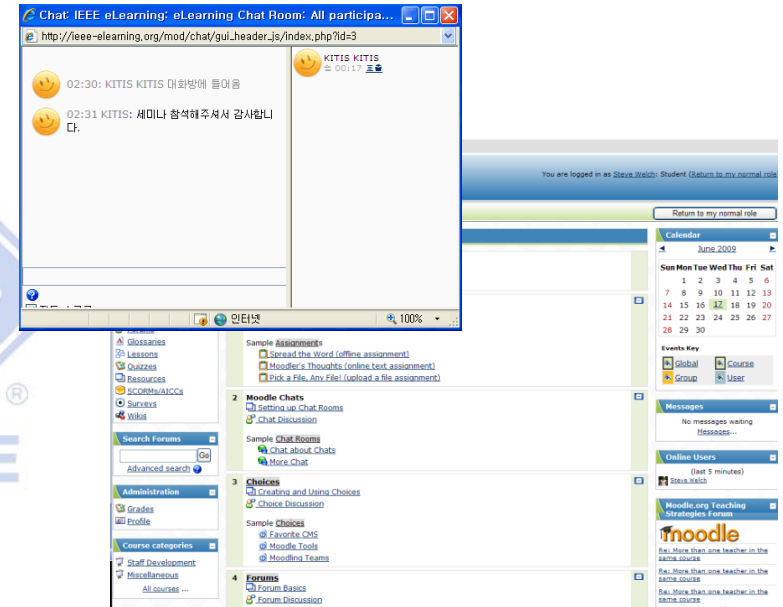 Chat: IEEE eLearning: eLearning Chat Room: All participa...
http://ieee-elearning.org/mod/chat/gui_header_js/index.php?id=3
02:30: KITIS KITIS 대화방에 들어옴
02:31 KITIS: 세미나 참석해주셔서 감사합니
다.
KITIS KITIS
00:17 호출
인터넷
100%
You are logged in as Steve Welch: Student (Return to my normal role
Return to my normal role
Glossaries
Lessons
Quizzes
Resources
SCORMs/AICCs
Surveys
Wikis
Search Forums
Go
Advanced search
Administration
Grades
Profile
Course categories
Staff Development
Miscellaneous
All courses ...
Sample Assignments
Spread the Word (offline assignment)
Moodler's Thoughts (online text assignment)
Pick a File, Any File! (upload a file assignment)
2 Moodle Chats
Setting up Chat Rooms
Chat Discussion
Sample Chat Rooms
Chat about Chats
More Chat
3 Choices
Creating and Using Choices
Choice Discussion
Sample Choices
Favorite CMS
Moodle Tools
Moodling Teams
4 Forums
Forum Basics
Forum Discussion
Calendar
June 2009
Sun Mon Tue Wed Thu Fri Sat
1 2 3 4 5 6
7 8 9 10 11 12 13
14 15 16 17 18 19 20
21 22 23 24 25 26 27
28 29 30
Events Key
Global Course
Group User
Messages
No messages waiting
Messages...
Online Users
(last 5 minutes)
Steve Welch
Moodle.org Teaching
Strategies Forum
moodle
Re: More than one teacher in the
same course
Re: More than one teacher in the
same course
Re: More than one teacher in the
same course
®